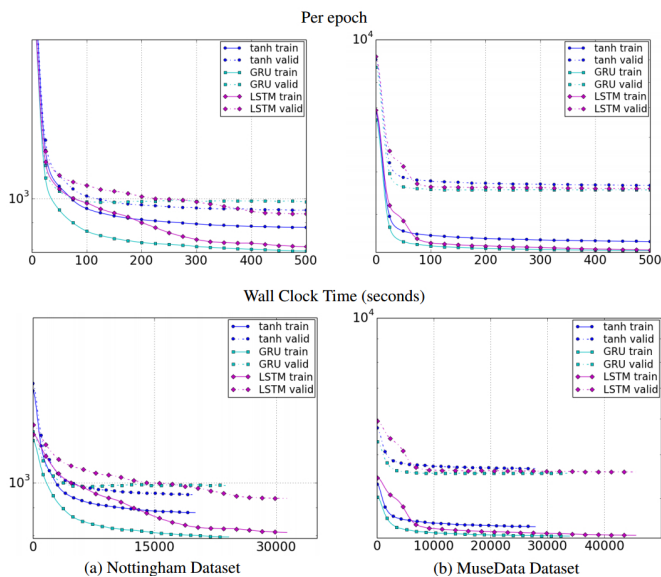 Per epoch
10^3
0 100 200 300 400 500
tanh train
tanh valid
GRU train
GRU valid
LSTM train
LSTM valid
10^4
0 100 200 300 400 500
tanh train
tanh valid
GRU train
GRU valid
LSTM train
LSTM valid
Wall Clock Time (seconds)
10^3
0 15000 30000
tanh train
tanh valid
GRU train
GRU valid
LSTM train
LSTM valid
(a) Nottingham Dataset
10^4
0 10000 20000 30000 40000
tanh train
tanh valid
GRU train
GRU valid
LSTM train
LSTM valid
(b) MuseData Dataset